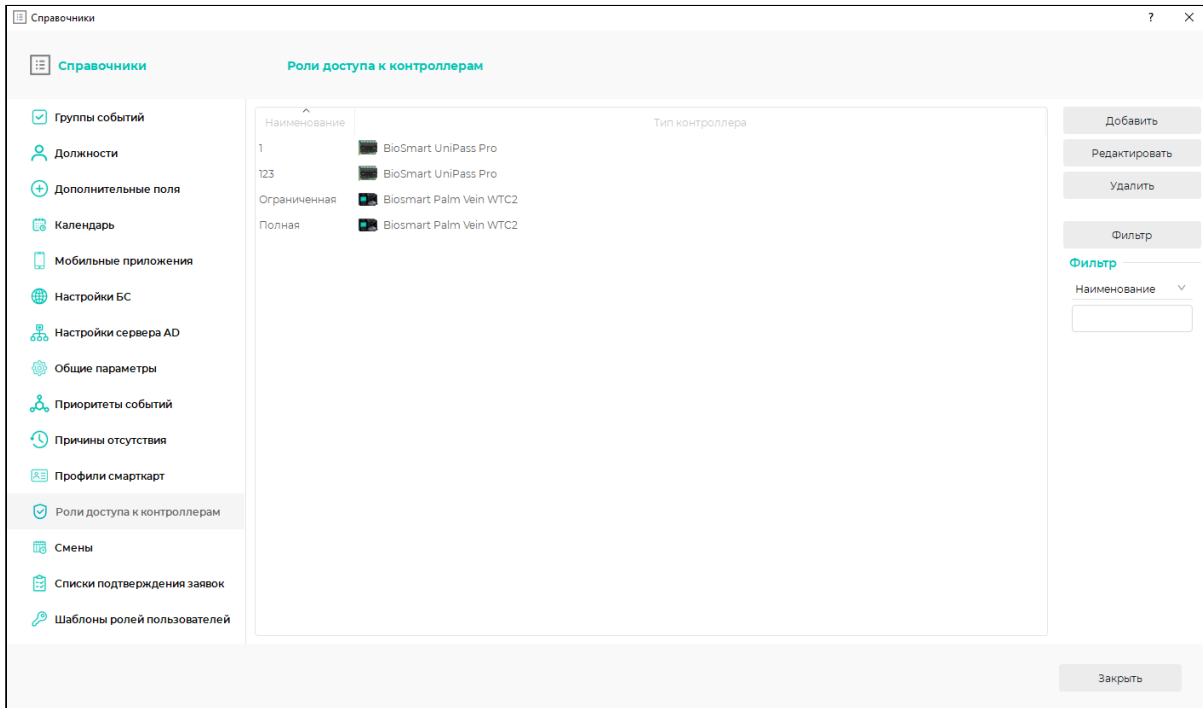 Справочники
? ✕
Справочники
Роли доступа к контроллерам
Группы событий
Должности
Дополнительные поля
Календарь
Мобильные приложения
Настройки БС
Настройки сервера AD
Общие параметры
Приоритеты событий
Причины отсутствия
Профили смарткарт
Роли доступа к контроллерам
Смены
Списки подтверждения заявок
Шаблоны ролей пользователей
Наименование Тип контроллера
1 BioSmart UniPass Pro
123 BioSmart UniPass Pro
Ограниченная Biosmart Palm Vein WTC2
Полная Biosmart Palm Vein WTC2
Добавить
Редактировать
Удалить
Фильтр
Фильтр
Наименование
Закрыть